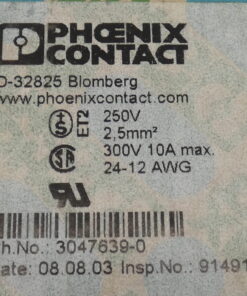 PHŒNIX
CONTACT
D-32825 Blomberg
www.phoenixcontact.com
250V
2,5mm²
300V 10A max.
24-12 AWG
h.No.: 3047639-0
ate: 08.08.03 Insp.No.: 91491